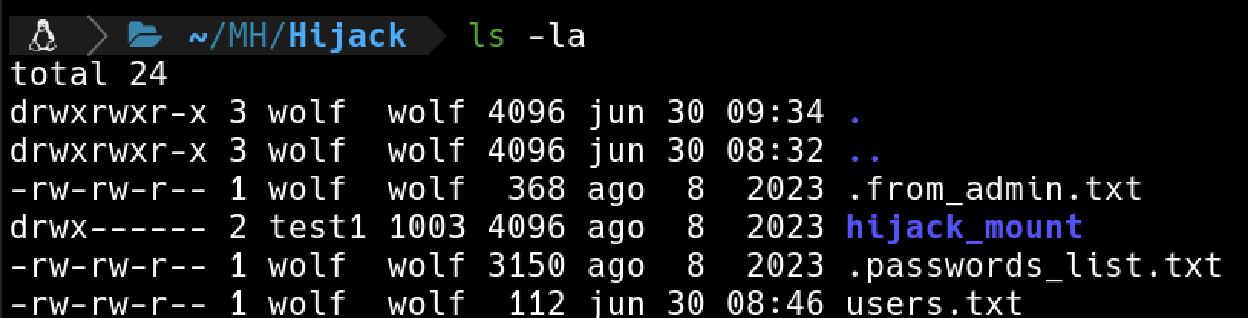 ~/MH/Hijack ls -la
total 24
drwxrwxr-x 3 wolf  wolf 4096 jun 30 09:34 .
drwxrwxr-x 3 wolf  wolf 4096 jun 30 08:32 ..
-rw-rw-r-- 1 wolf  wolf  368 ago  8  2023 .from_admin.txt
drwx------ 2 test1 1003 4096 ago  8  2023 hijack_mount
-rw-rw-r-- 1 wolf  wolf 3150 ago  8  2023 .passwords_list.txt
-rw-rw-r-- 1 wolf  wolf  112 jun 30 08:46 users.txt